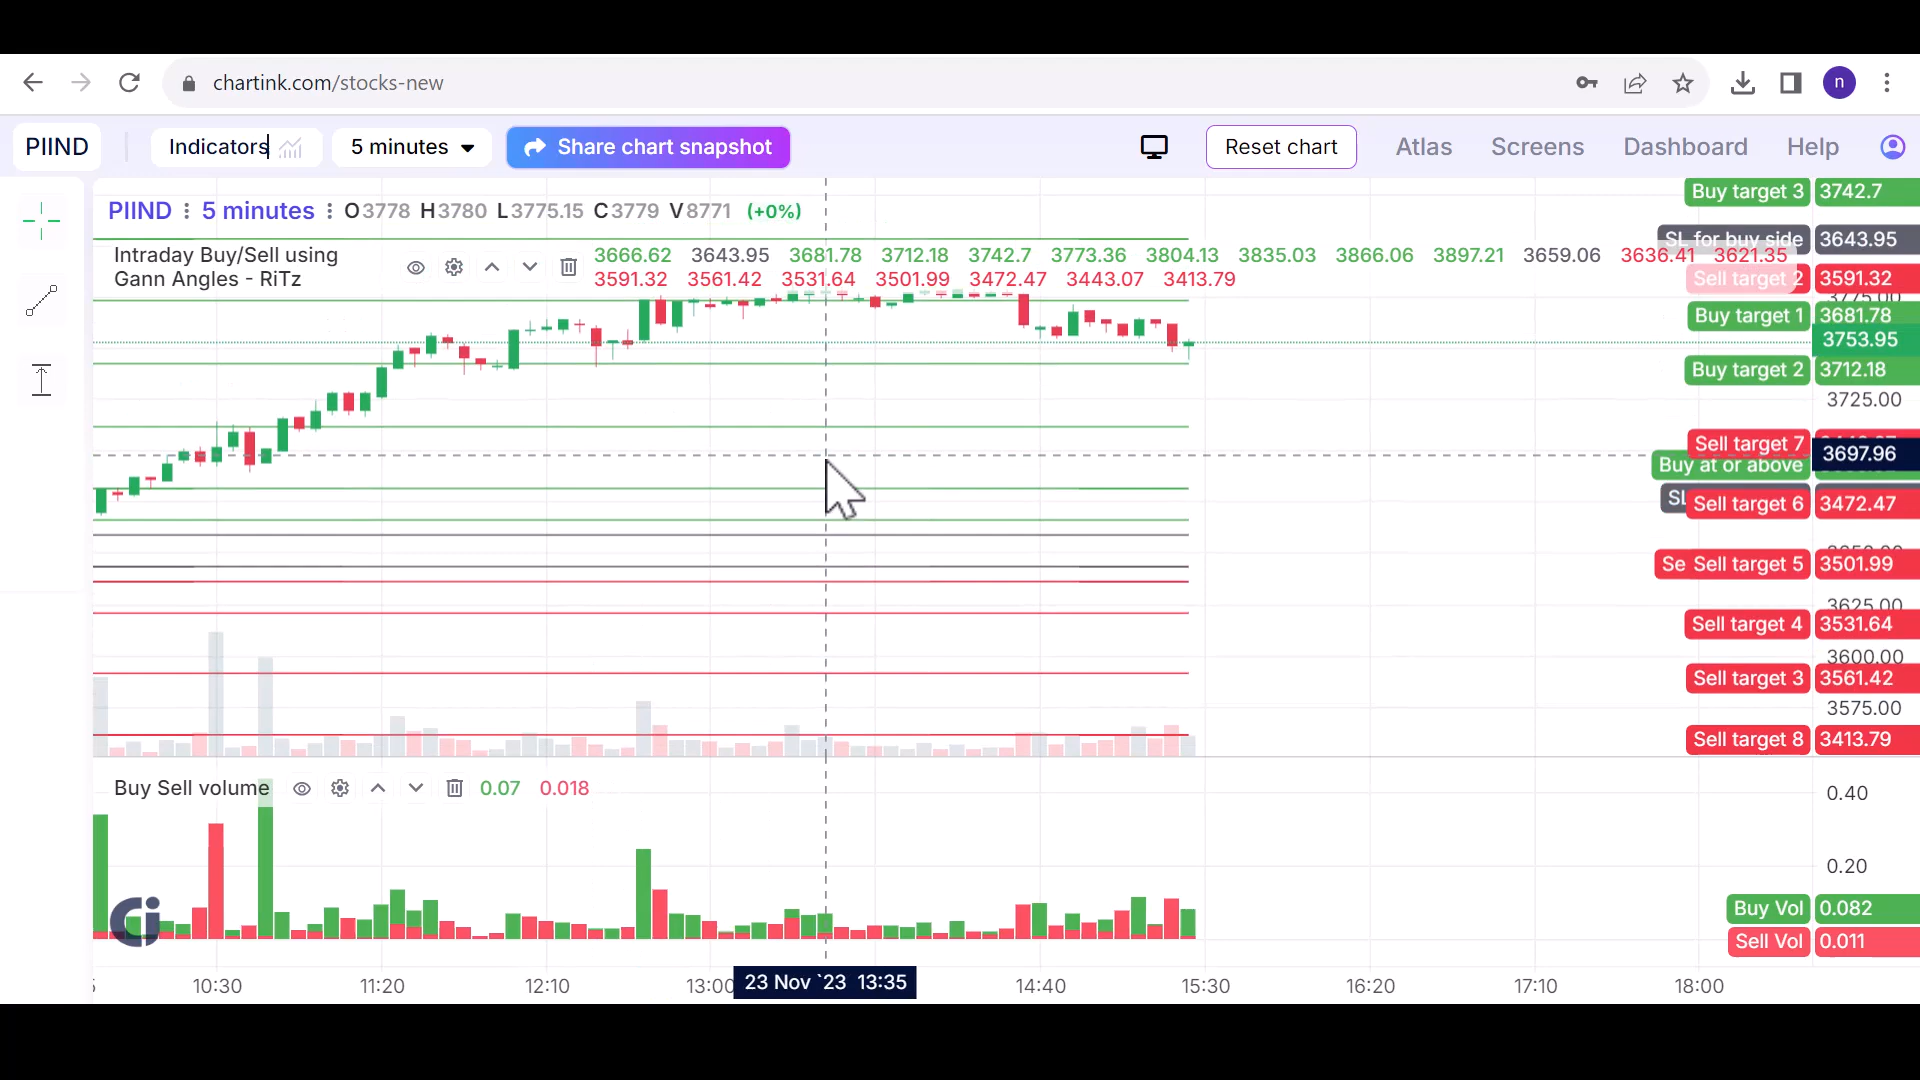 chartink.com/stocks-new
n
PIIND
Indicators
5 minutes
Share chart snapshot
Reset chart
Atlas
Screens
Dashboard
Help
PIIND
5 minutes
O3778 H3780 L3775.15 C3779 V8771 (+0%)
Intraday Buy/Sell using
Gann Angles - RiTz
3666.62 3643.95 3681.78 3712.18 3742.7 3773.36 3804.13 3835.03 3866.06 3897.21 3659.06 3636.41 3621.35
3591.32 3561.42 3531.64 3501.99 3472.47 3443.07 3413.79
Buy target 3 3742.7
SL for buy side 3643.95
Sell target 2 3591.32
3775.00
Buy target 1 3681.78
3753.95
Buy target 2 3712.18
3725.00
Sell target 7
3697.96
Buy at or above
SL
Sell target 6 3472.47
Se
Sell target 5 3501.99
3625.00
Sell target 4 3531.64
3600.00
Sell target 3 3561.42
3575.00
Sell target 8 3413.79
Buy Sell volume 0.07 0.018
0.40
0.20
Buy Vol 0.082
Sell Vol 0.011
Ci
10:30
11:20
12:10
13:00
23 Nov `23 13:35
14:40
15:30
16:20
17:10
18:00